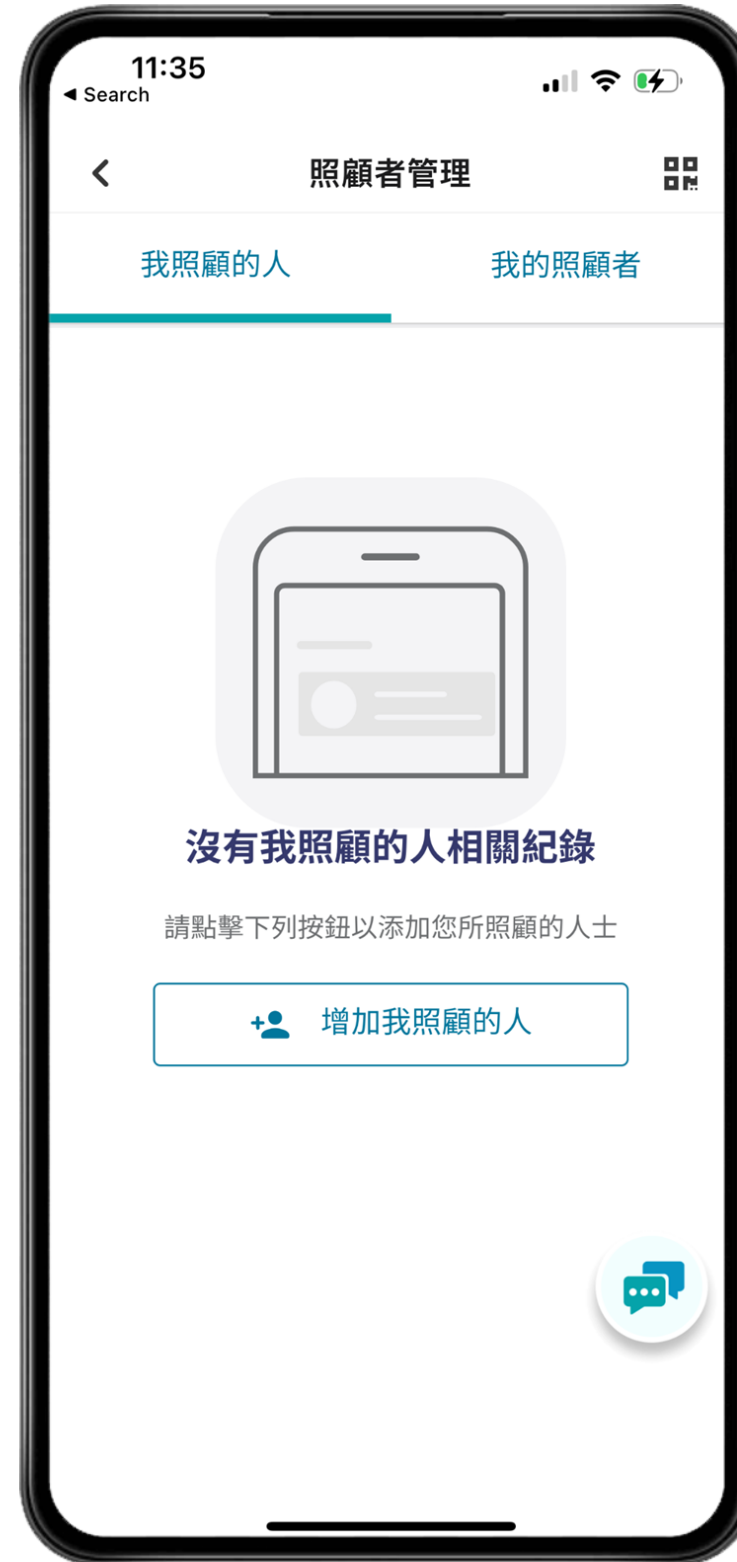 11:35
◀ Search
照顧者管理
我照顧的人
我的照顧者
沒有我照顧的人相關紀錄
請點擊下列按鈕以添加您所照顧的人士
增加我照顧的人